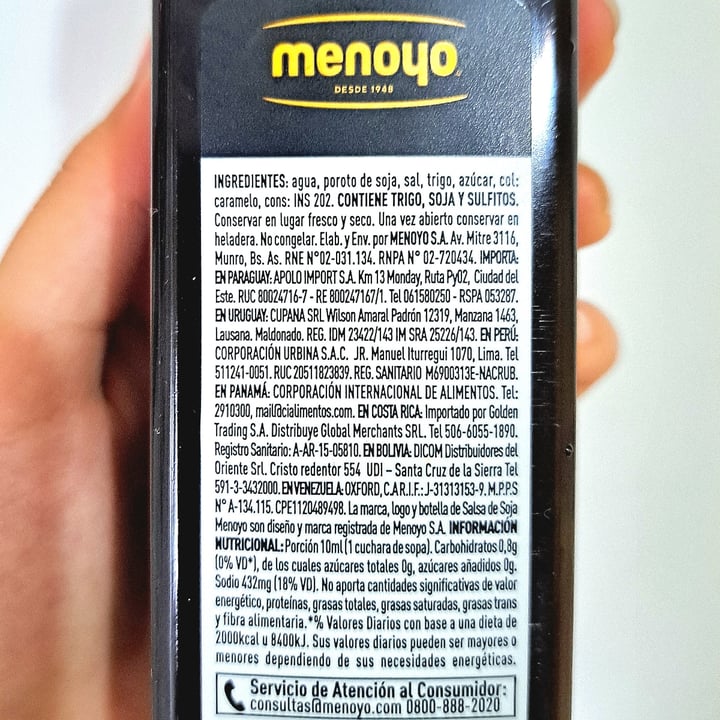 menoyo
DESDE 1948
INGREDIENTES: agua, poroto de soja, sal, trigo, azúcar, col:
caramelo, cons: INS 202. CONTIENE TRIGO, SOJA Y SULFITOS.
Conservar en lugar fresco y seco. Una vez abierto conservar en
heladera. No congelar. Elab. y Env. por MENOYO S.A. Av. Mitre 3116,
Munro, Bs. As. RNE N°02-031.134. RNPA N° 02-720434. IMPORTA:
EN PARAGUAY: APOLO IMPORT S.A. Km 13 Monday, Ruta Py02, Ciudad del
Este. RUC 80024716-7 - RE 800247167/1. Tel 061580250 - RSPA 053287.
EN URUGUAY: CUPANA SRL Wilson Amaral Padrón 12319, Manzana 1463,
Lausana. Maldonado. REG. IDM 23422/143 IM SRA 25226/143. EN PERÚ:
CORPORACIÓN URBINA S.A.C. JR. Manuel Iturregui 1070, Lima. Tel
511241-0051. RUC 20511823839. REG. SANITARIO M6900313E-NACRUB.
EN PANAMÁ: CORPORACIÓN INTERNACIONAL DE ALIMENTOS. Tel:
2910300, mail@cialimentos.com. EN COSTA RICA: Importado por Golden
Trading S.A. Distribuye Global Merchants SRL. Tel 506-6055-1890.
Registro Sanitario: A-AR-15-05810. EN BOLIVIA: DICOM Distribuidores del
Oriente Srl. Cristo redentor 554 UDI – Santa Cruz de la Sierra Tel
591-3-3432000. EN VENEZUELA: OXFORD, C.A R.I.F.: J-31313153-9. M.P.P.S
N° A-134.115. CPE1120489498. La marca, logo y botella de Salsa de Soja
Menoyo son diseño y marca registrada de Menoyo S.A. INFORMACIÓN
NUTRICIONAL: Porción 10ml (1 cuchara de sopa). Carbohidratos 0,8g
(0% VD*), de los cuales azúcares totales 0g, azúcares añadidos 0g.
Sodio 432mg (18% VD). No aporta cantidades significativas de valor
energético, proteínas, grasas totales, grasas saturadas, grasas trans
y fibra alimentaria.*% Valores Diarios con base a una dieta de
2000kcal u 8400kJ. Sus valores diarios pueden ser mayores o
menores dependiendo de sus necesidades energéticas.
Servicio de Atención al Consumidor:
consultas@menoyo.com 0800-888-2020